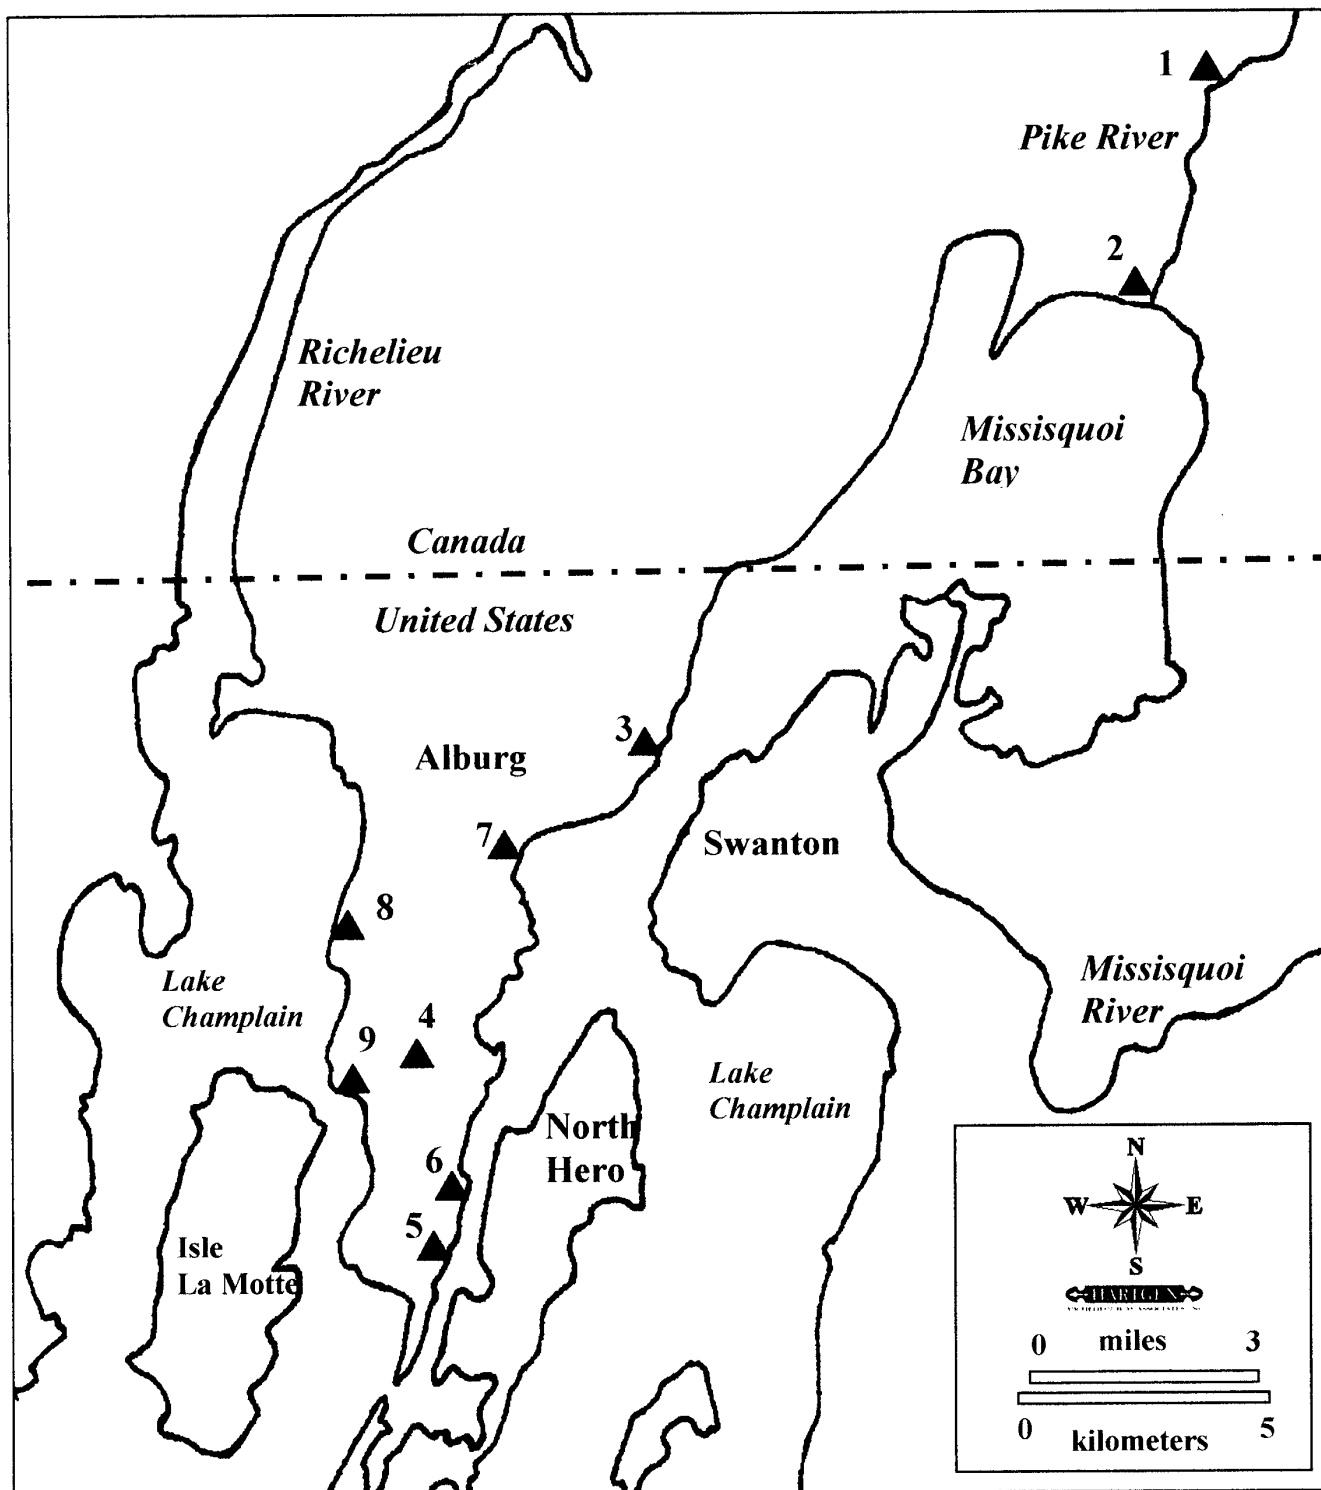 1
Pike River
2
Richelieu
River
Missisquoi
Bay
Canada
United States
3
Alburg
7
Swanton
8
Lake
Champlain
Missisquoi
River
4
9
Lake
Champlain
North
Hero
6
5
Isle
La Motte
N
W E
S
HARTGEN
0 miles 3
0 kilometers 5